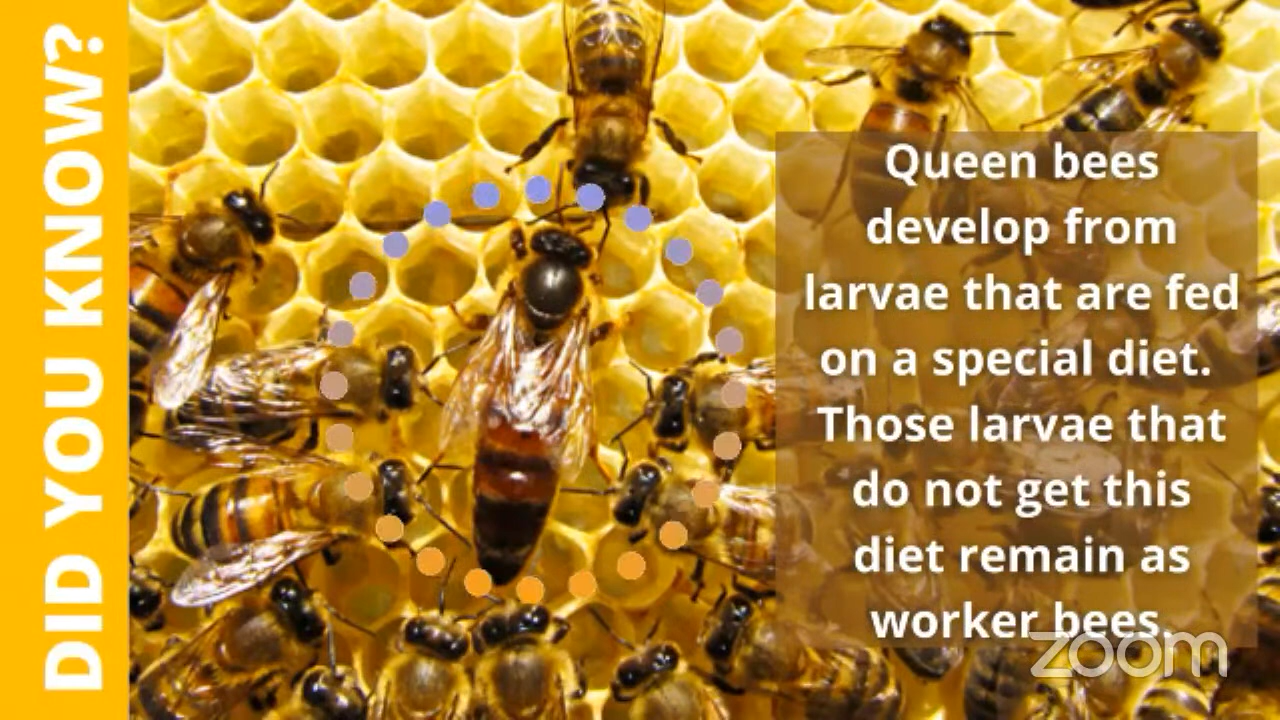 DID YOU KNOW?
Queen bees
develop from
larvae that are fed
on a special diet.
Those larvae that
do not get this
diet remain as
worker bees.
zoom